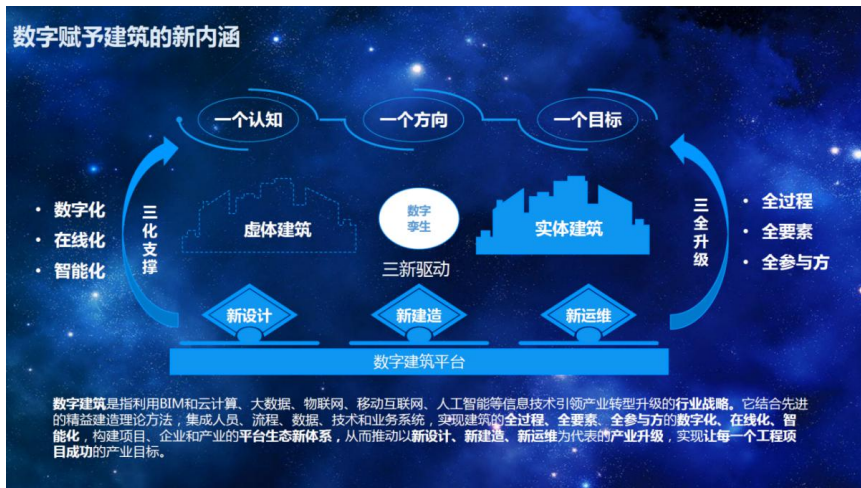 数字赋予建筑的新内涵
一个认知
一个方向
一个目标
• 数字化
• 在线化
• 智能化
三化支撑
虚体建筑
数字
孪生
实体建筑
三全升级
• 全过程
• 全要素
• 全参与方
三新驱动
新设计
新建造
新运维
数字建筑平台
数字建筑是指利用BIM和云计算、大数据、物联网、移动互联网、人工智能等信息技术引领产业转型升级的行业战略。它结合先进
的精益建造理论方法，集成人员、流程、数据、技术和业务系统，实现建筑的全过程、全要素、全参与方的数字化、在线化、智
能化，构建项目、企业和产业的平台生态新体系，从而推动以新设计、新建造、新运维为代表的产业升级，实现让每一个工程项
目成功的产业目标。